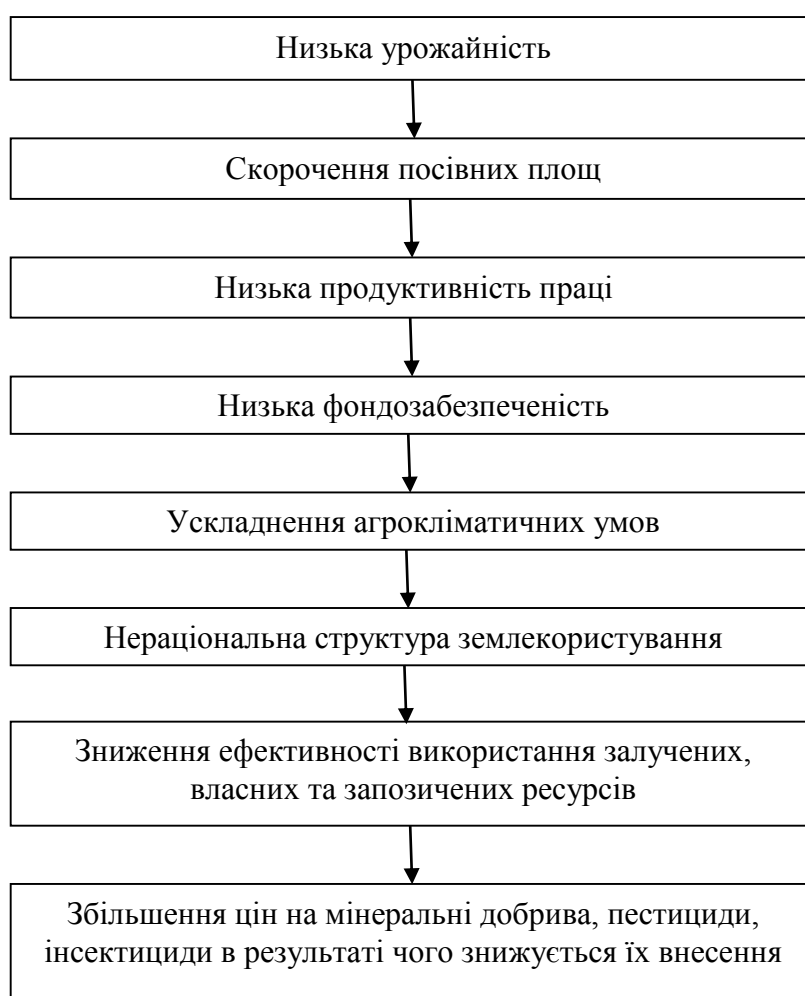 Низька урожайність
Скорочення посівних площ
Низька продуктивність праці
Низька фондозабезпеченість
Ускладнення агрокліматичних умов
Нераціональна структура землекористування
Зниження ефективності використання залучених,
власних та запозичених ресурсів
Збільшення цін на мінеральні добрива, пестициди,
інсектициди в результаті чого знижується їх внесення